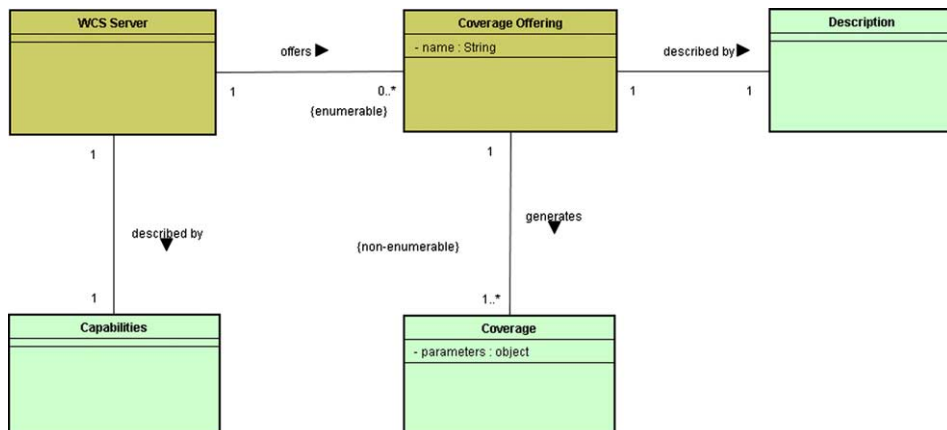 WCS Server
Coverage Offering
Description
- name : String
offers
described by
1
0..*
1
1
{enumerable}
1
1
generates
described by
{non-enumerable}
1
1..*
Capabilities
Coverage
- parameters : object